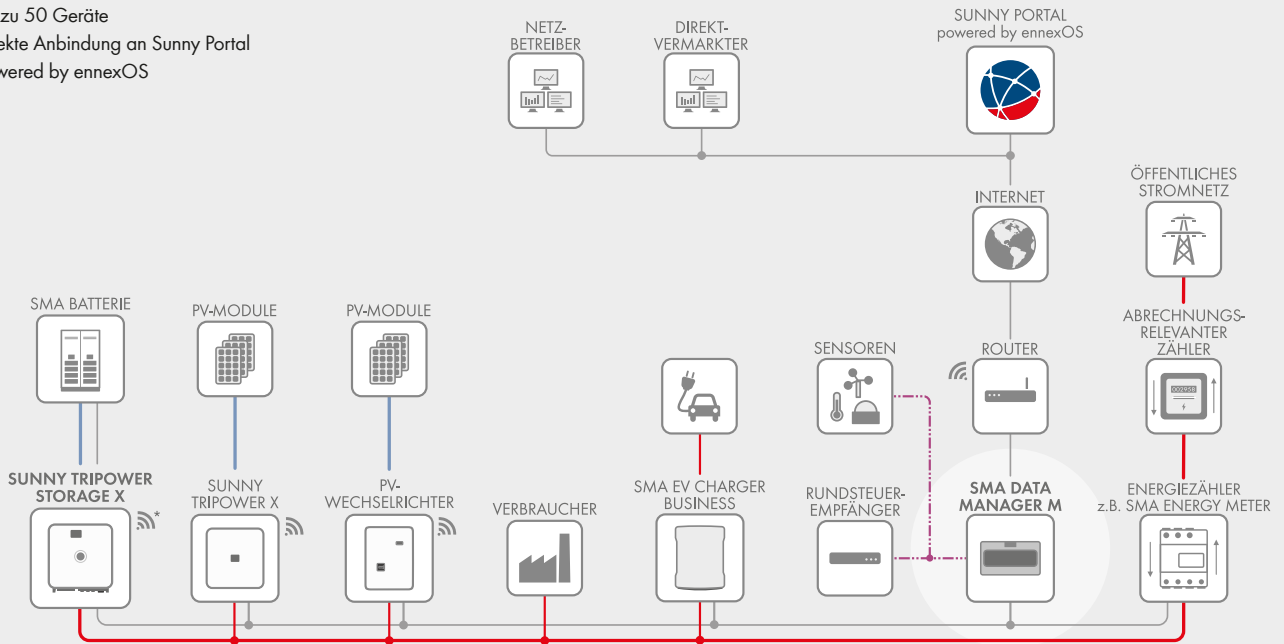 zu 50 Geräte
ekte Anbindung an Sunny Portal
wered by ennexOS
NETZ-
BETREIBER
DIREKT-
VERMARKTER
SUNNY PORTAL
powered by ennexOS
INTERNET
ÖFFENTLICHES
STROMNETZ
SMA BATTERIE
PV-MODULE
PV-MODULE
SENSOREN
ROUTER
ABRECHNUNGS-
RELEVANTER
ZÄHLER
SUNNY TRIPOWER
STORAGE X
*
SUNNY
TRIPOWER X
PV-
WECHSELRICHTER
VERBRAUCHER
SMA EV CHARGER
BUSINESS
RUNDSTEUER-
EMPFÄNGER
SMA DATA
MANAGER M
ENERGIEZÄHLER
z.B. SMA ENERGY METER